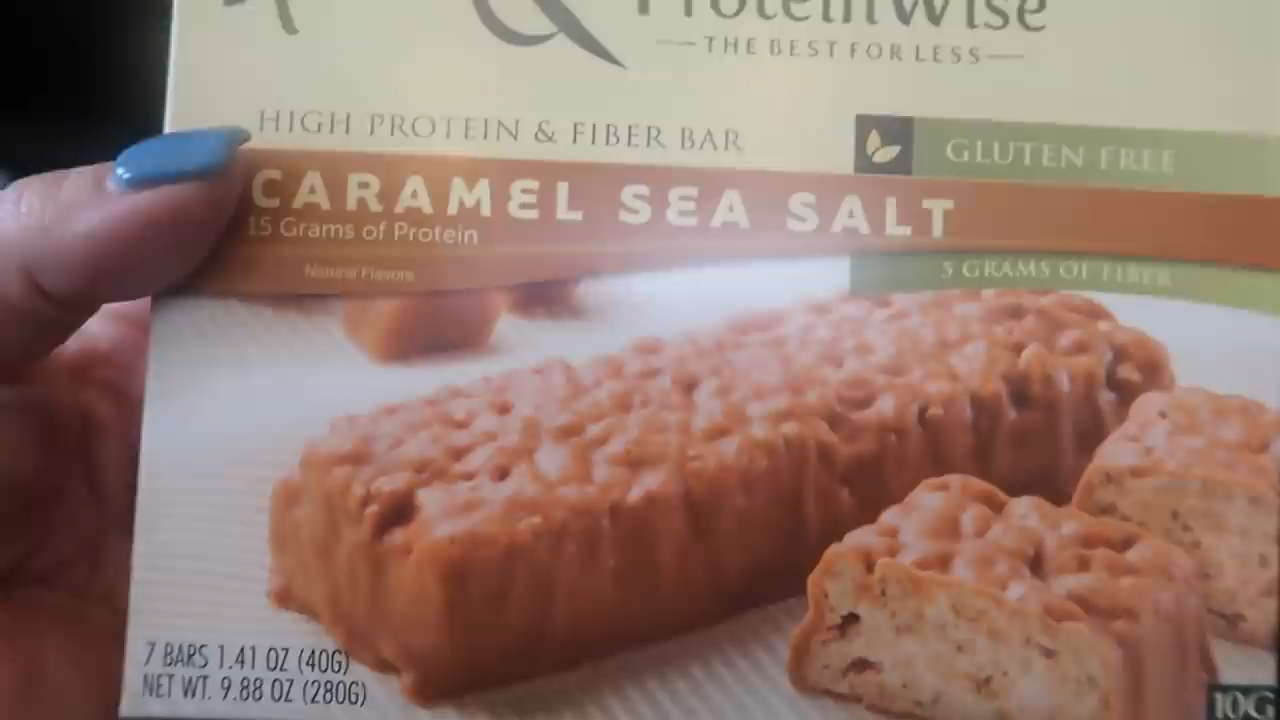 & ProteinWise
THE BEST FOR LESS
HIGH PROTEIN & FIBER BAR
GLUTEN FREE
CARAMEL SEA SALT
15 Grams of Protein
Natural Flavors
5 GRAMS OF FIBER
7 BARS 1.41 OZ (40G)
NET WT. 9.88 OZ (280G)
10G